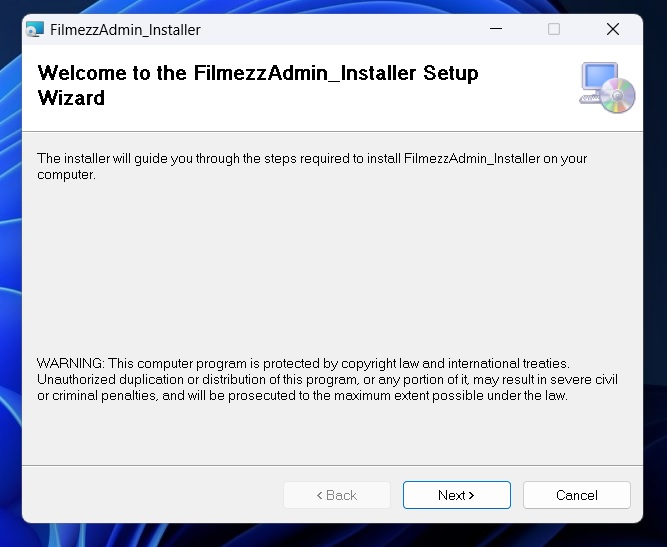 FilmezzAdmin_Installer
Welcome to the FilmezzAdmin_Installer Setup
Wizard
The installer will guide you through the steps required to install FilmezzAdmin_Installer on your
computer.
WARNING: This computer program is protected by copyright law and international treaties.
Unauthorized duplication or distribution of this program, or any portion of it, may result in severe civil
or criminal penalties, and will be prosecuted to the maximum extent possible under the law.
< Back
Next >
Cancel